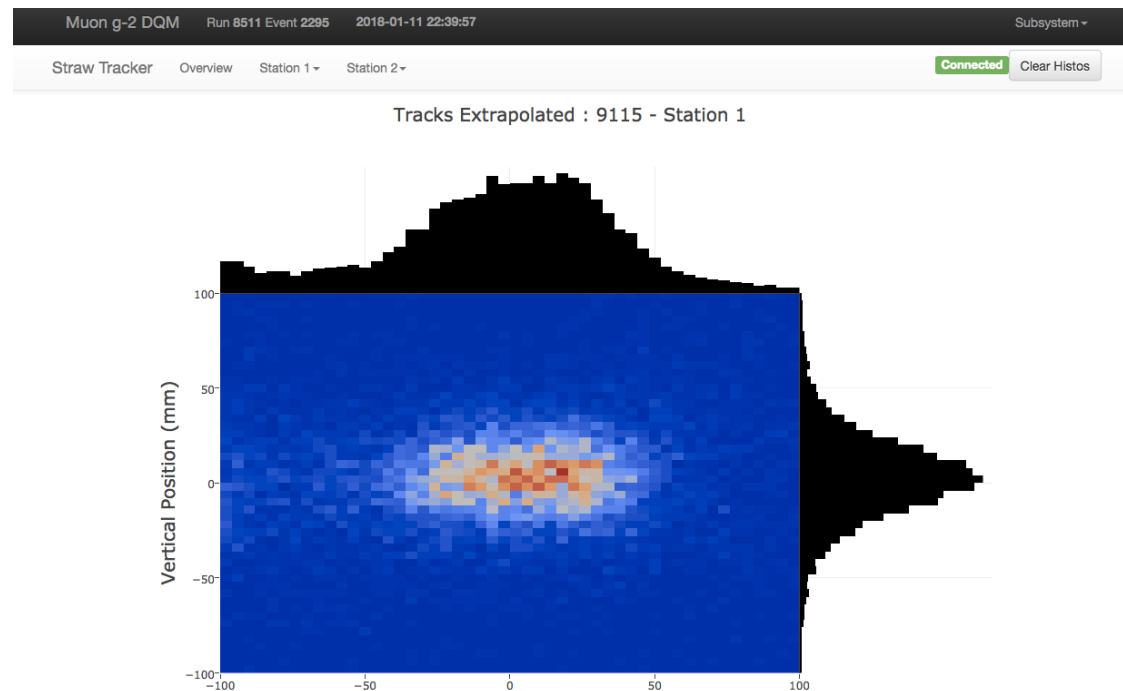 Muon g-2 DQM Run 8511 Event 2295 2018-01-11 22:39:57 Subsystem
Straw Tracker Overview Station 1 Station 2 Connected Clear Histos
Tracks Extrapolated : 9115 - Station 1
100
50
0
−50
−100
Vertical Position (mm)
−100 −50 0 50 100